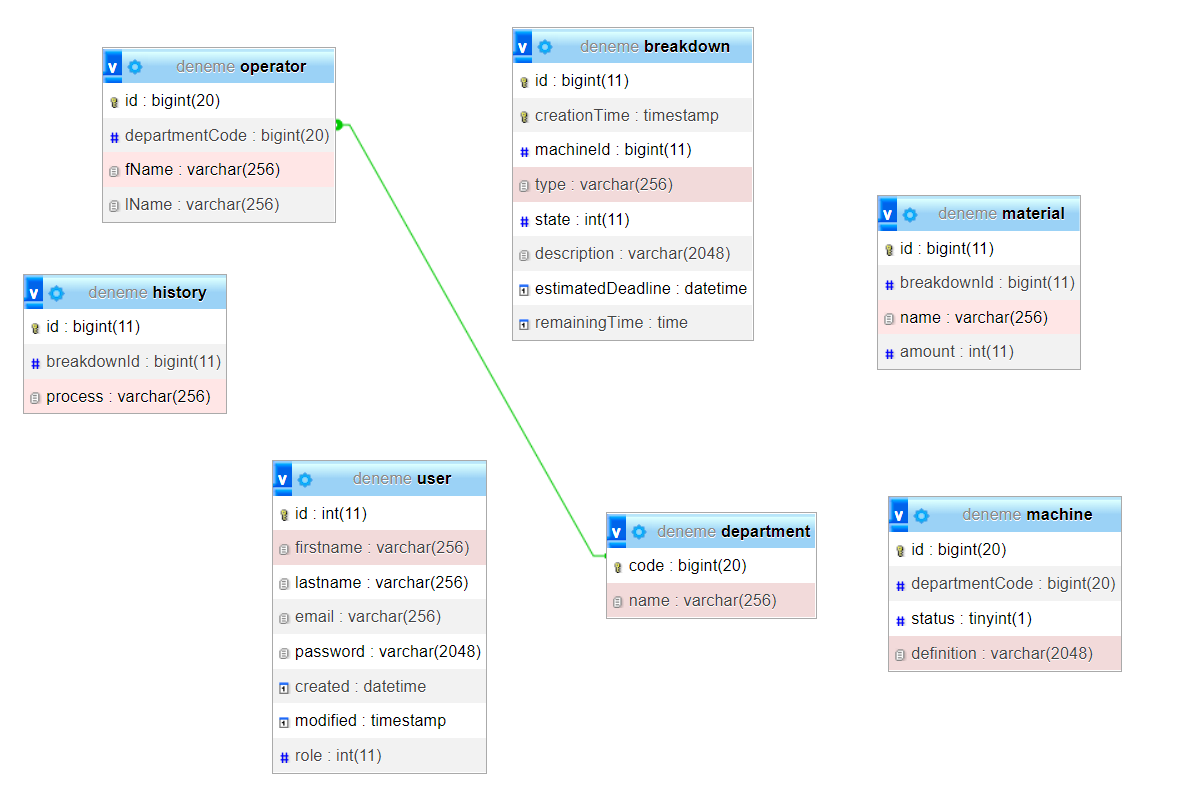 v deneme operator
id : bigint(20)
# departmentCode : bigint(20)
fName : varchar(256)
lName : varchar(256)
v deneme breakdown
id : bigint(11)
creationTime : timestamp
# machineId : bigint(11)
type : varchar(256)
# state : int(11)
description : varchar(2048)
estimatedDeadline : datetime
remainingTime : time
v deneme material
id : bigint(11)
# breakdownId : bigint(11)
name : varchar(256)
# amount : int(11)
v deneme history
id : bigint(11)
# breakdownId : bigint(11)
process : varchar(256)
v deneme user
id : int(11)
firstname : varchar(256)
lastname : varchar(256)
email : varchar(256)
password : varchar(2048)
created : datetime
modified : timestamp
# role : int(11)
v deneme department
code : bigint(20)
name : varchar(256)
v deneme machine
id : bigint(20)
# departmentCode : bigint(20)
# status : tinyint(1)
definition : varchar(2048)